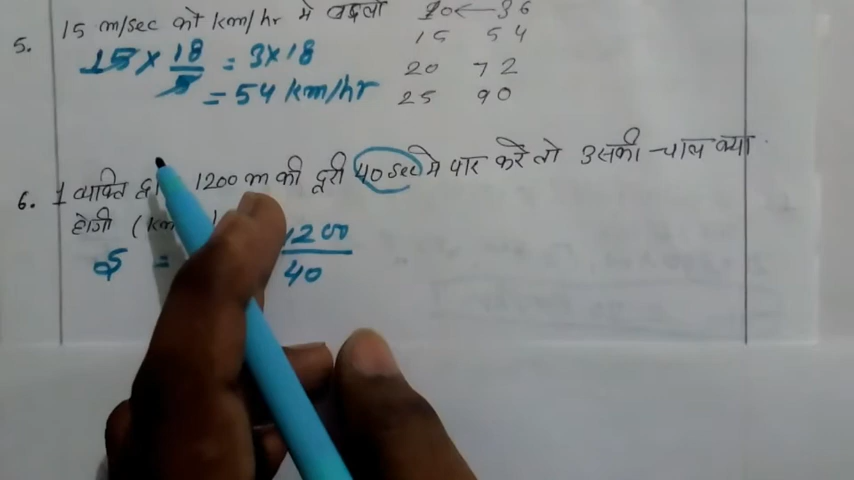 5. 15 m/sec को km/hr मे बदलो
15 × 18/5 = 3×18
= 54 km/hr
10 ← 36
15 54
20 72
25 90
6. 1 व्यक्ति 1200 m की दूरी 40 sec मे पार करे तो उसकी चाल क्या
होगी (
S = 1200/40